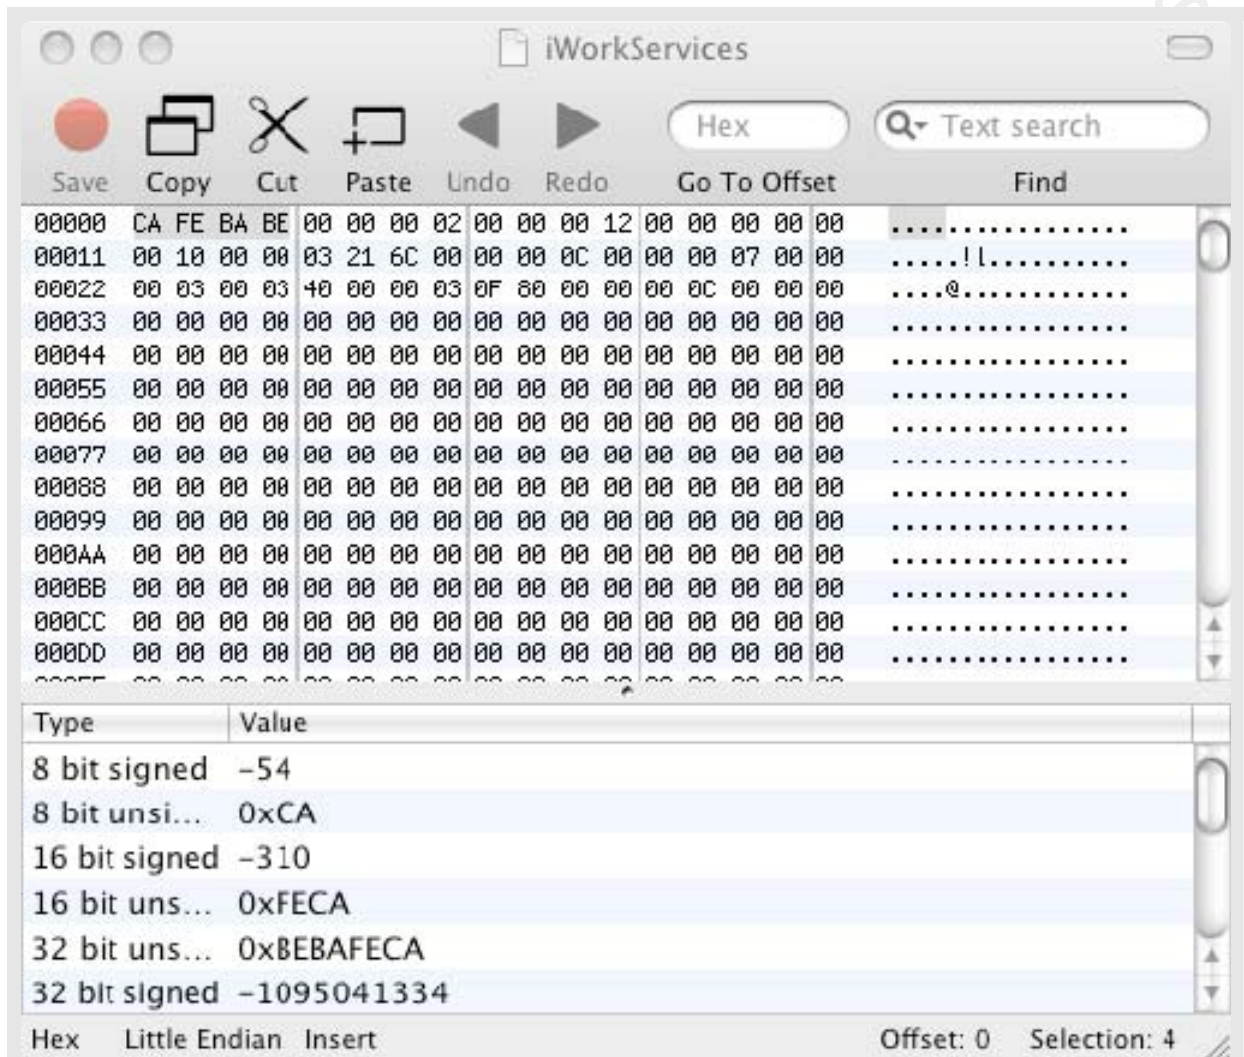 iWorkServices
Hex Text search
Save Copy Cut Paste Undo Redo Go To Offset Find
00000 CA FE BA BE 00 00 00 02 00 00 00 12 00 00 00 00 00 .................
00011 00 10 00 00 03 21 6C 00 00 00 0C 00 00 00 07 00 00 .....!l..........
00022 00 03 00 03 40 00 00 03 0F 80 00 00 00 0C 00 00 00 ....@............
00033 00 00 00 00 00 00 00 00 00 00 00 00 00 00 00 00 00 .................
00044 00 00 00 00 00 00 00 00 00 00 00 00 00 00 00 00 00 .................
00055 00 00 00 00 00 00 00 00 00 00 00 00 00 00 00 00 00 .................
00066 00 00 00 00 00 00 00 00 00 00 00 00 00 00 00 00 00 .................
00077 00 00 00 00 00 00 00 00 00 00 00 00 00 00 00 00 00 .................
00088 00 00 00 00 00 00 00 00 00 00 00 00 00 00 00 00 00 .................
00099 00 00 00 00 00 00 00 00 00 00 00 00 00 00 00 00 00 .................
000AA 00 00 00 00 00 00 00 00 00 00 00 00 00 00 00 00 00 .................
000BB 00 00 00 00 00 00 00 00 00 00 00 00 00 00 00 00 00 .................
000CC 00 00 00 00 00 00 00 00 00 00 00 00 00 00 00 00 00 .................
000DD 00 00 00 00 00 00 00 00 00 00 00 00 00 00 00 00 00 .................
Type Value
8 bit signed -54
8 bit unsi... 0xCA
16 bit signed -310
16 bit uns... 0xFECA
32 bit uns... 0xBEBAFECA
32 bit signed -1095041334
Hex Little Endian Insert Offset: 0 Selection: 4